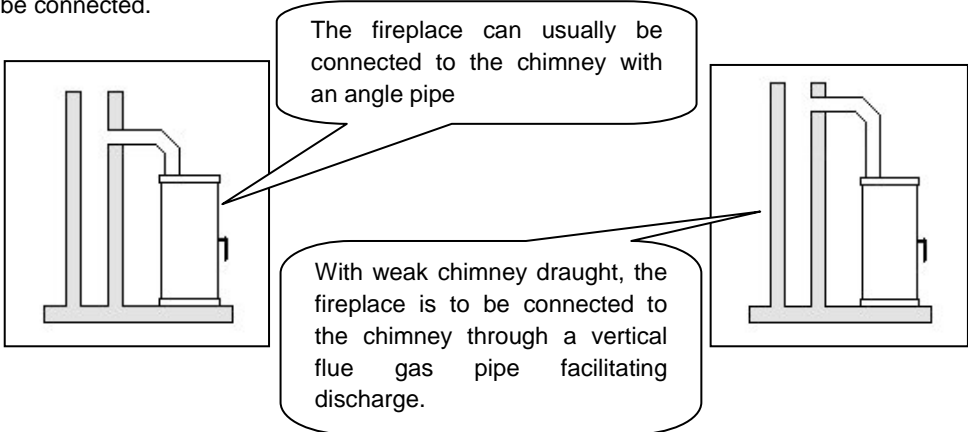 be connected.
The fireplace can usually be
connected to the chimney with
an angle pipe
With weak chimney draught, the
fireplace is to be connected to
the chimney through a vertical
flue gas pipe facilitating
discharge.